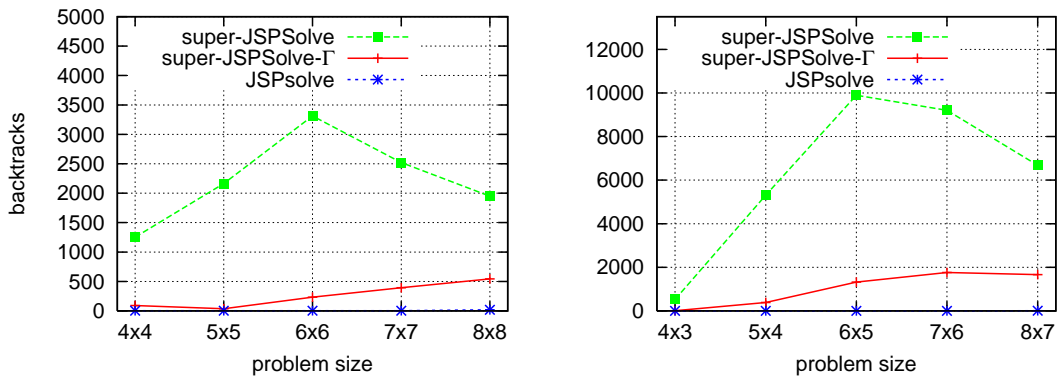 5000
4500
4000
3500
3000
2500
2000
1500
1000
500
0
backtracks
super-JSPSolve
super-JSPSolve-Γ
JSPsolve
4x4 5x5 6x6 7x7 8x8
problem size
12000
10000
8000
6000
4000
2000
0
super-JSPSolve
super-JSPSolve-Γ
JSPsolve
4x3 5x4 6x5 7x6 8x7
problem size